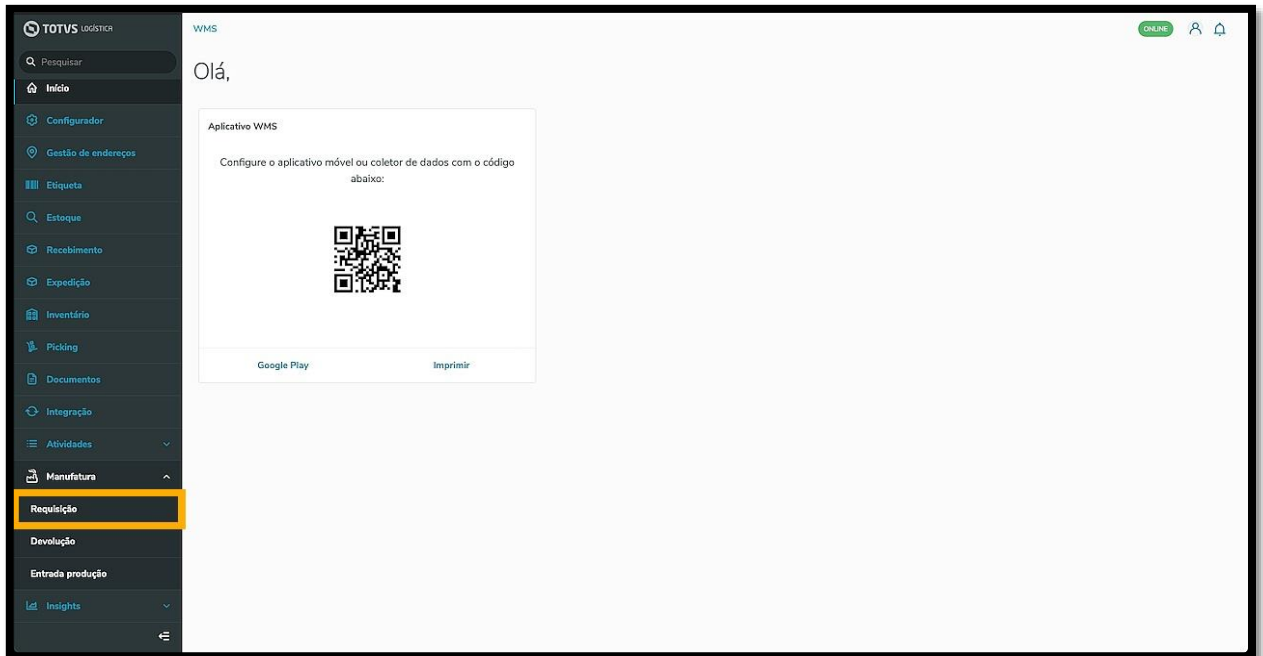 TOTVS LOGÍSTICA
Pesquisar
Início
Configurador
Gestão de endereços
Etiqueta
Estoque
Recebimento
Expedição
Inventário
Picking
Documentos
Integração
Atividades
Manufatura
Requisição
Devolução
Entrada produção
Insights
WMS
ONLINE
Olá,
Aplicativo WMS
Configure o aplicativo móvel ou coletor de dados com o código
abaixo:
Google Play Imprimir